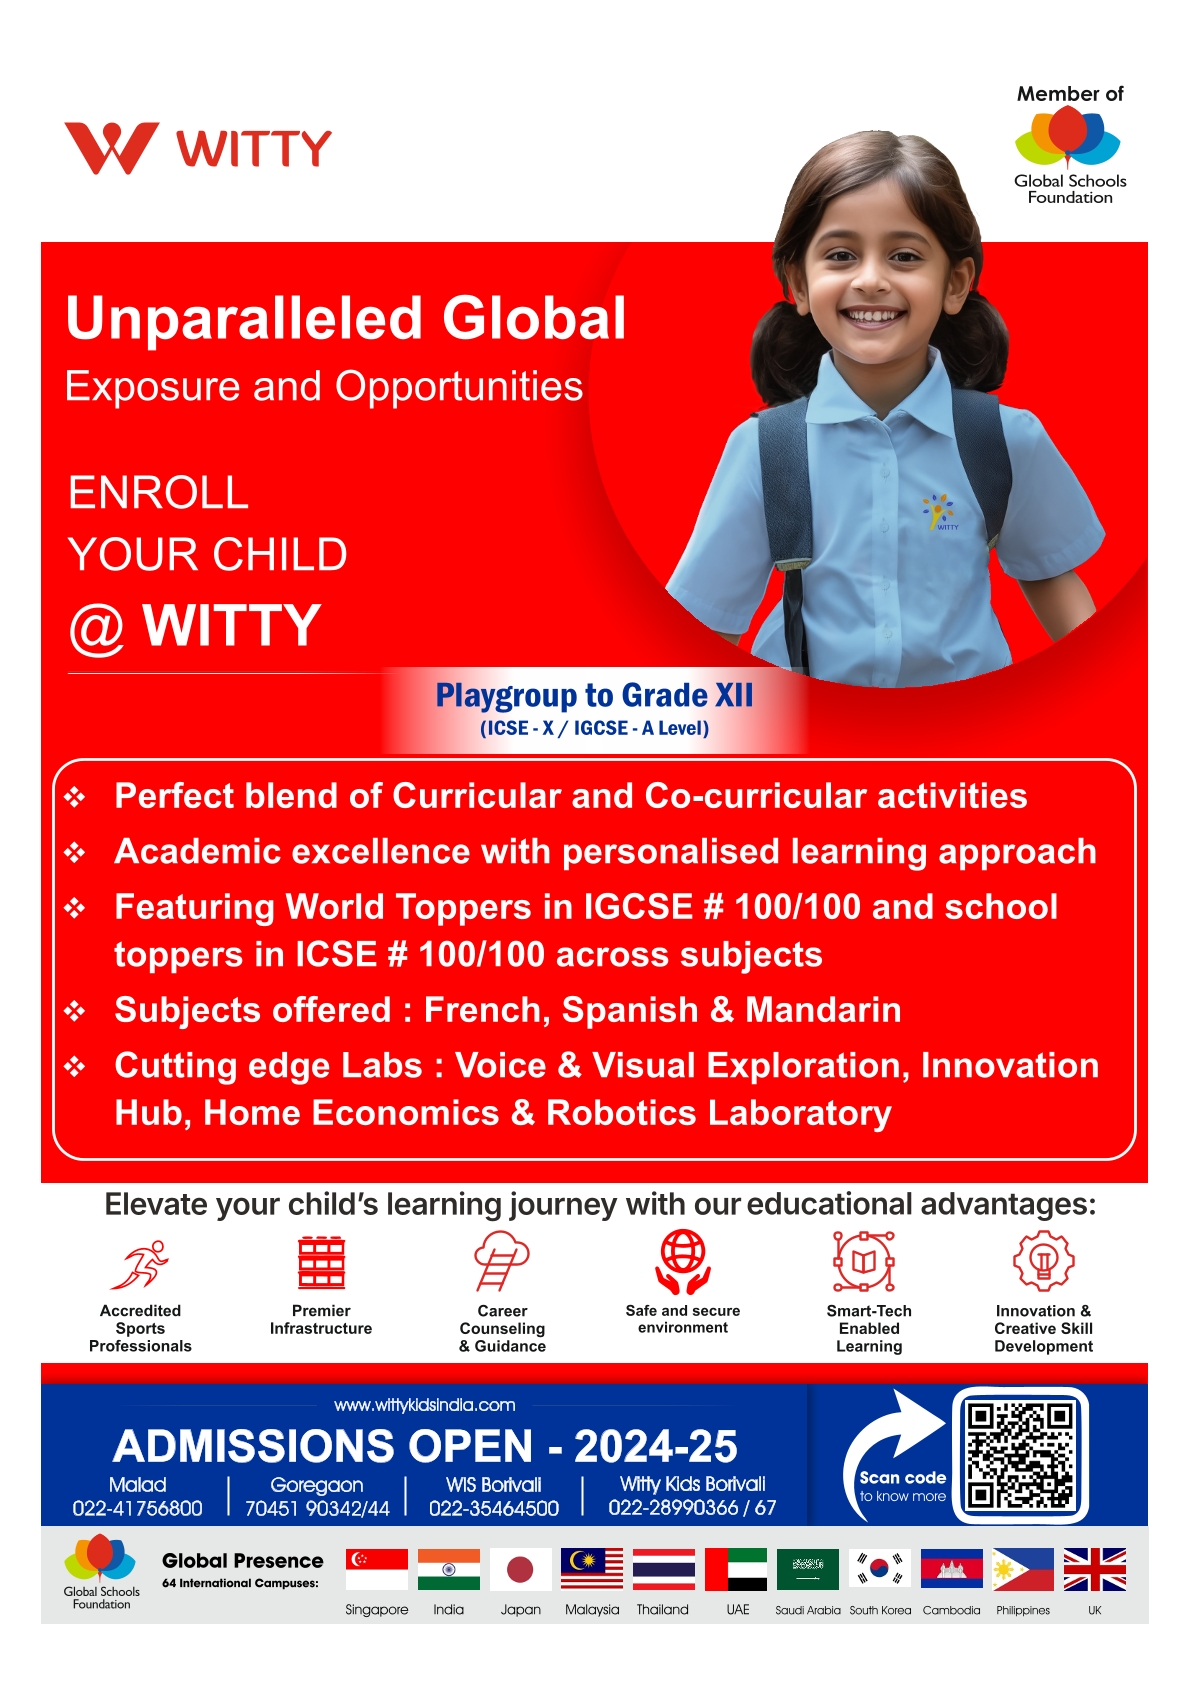 Member of
WITTY
Global Schools
Foundation
Unparalleled Global
Exposure and Opportunities
ENROLL
YOUR CHILD
@ WITTY
WITTY
Playgroup to Grade XII
(ICSE - X / IGCSE - A Level)
❖ Perfect blend of Curricular and Co-curricular activities
❖ Academic excellence with personalised learning approach
❖ Featuring World Toppers in IGCSE # 100/100 and school
toppers in ICSE # 100/100 across subjects
❖ Subjects offered : French, Spanish & Mandarin
❖ Cutting edge Labs : Voice & Visual Exploration, Innovation
Hub, Home Economics & Robotics Laboratory
Elevate your child's learning journey with our educational advantages:
Accredited
Sports
Professionals
Premier
Infrastructure
Career
Counseling
& Guidance
Safe and secure
environment
Smart-Tech
Enabled
Learning
Innovation &
Creative Skill
Development
www.wittykidsindia.com
ADMISSIONS OPEN - 2024-25
Malad
022-41756800
Goregaon
70451 90342/44
WIS Borivali
022-35464500
Witty Kids Borivali
022-28990366 / 67
Scan code
to know more
Global Schools
Foundation
Global Presence
64 International Campuses:
Singapore
India
Japan
Malaysia
Thailand
UAE
Saudi Arabia
South Korea
Cambodia
Philippines
UK